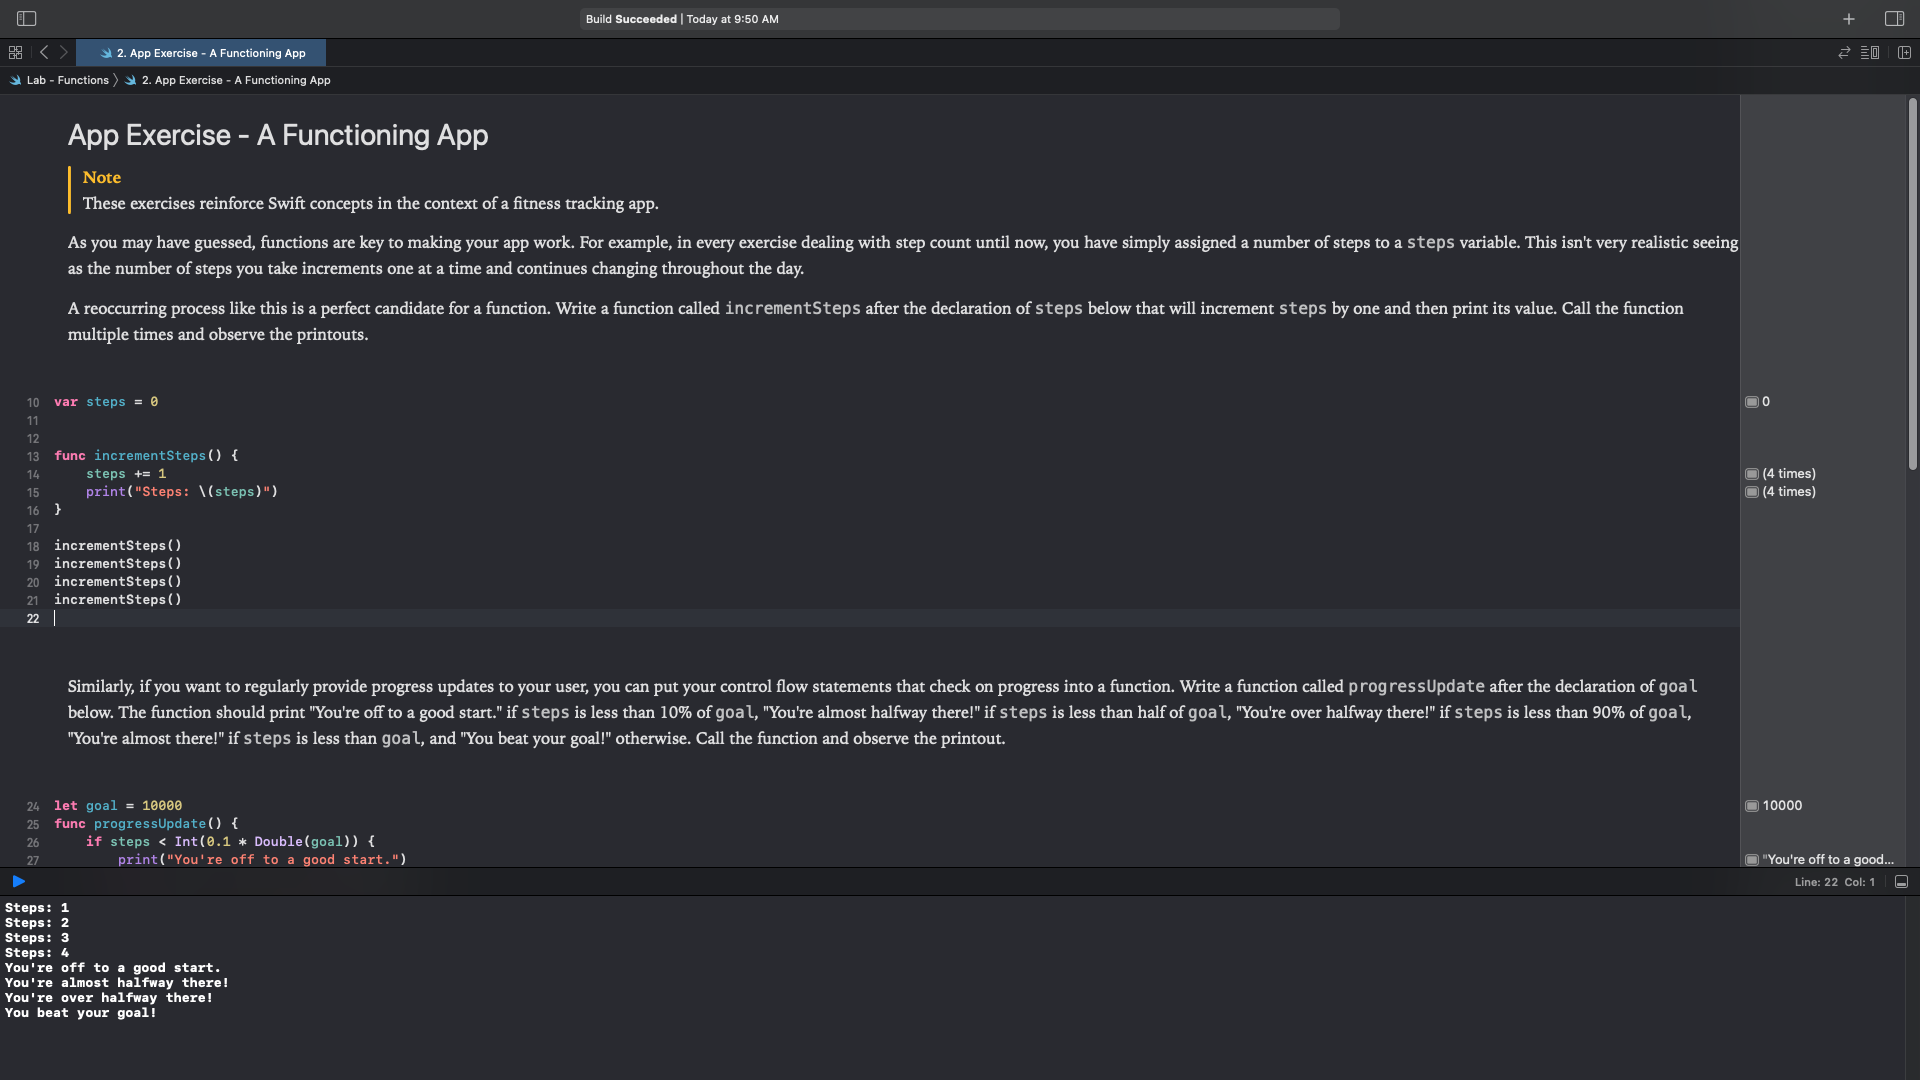 Build Succeeded | Today at 9:50 AM
2. App Exercise - A Functioning App
Lab - Functions 〉 2. App Exercise - A Functioning App
App Exercise - A Functioning App
Note
These exercises reinforce Swift concepts in the context of a fitness tracking app.
As you may have guessed, functions are key to making your app work. For example, in every exercise dealing with step count until now, you have simply assigned a number of steps to a steps variable. This isn't very realistic seeing
as the number of steps you take increments one at a time and continues changing throughout the day.
A reoccurring process like this is a perfect candidate for a function. Write a function called incrementSteps after the declaration of steps below that will increment steps by one and then print its value. Call the function
multiple times and observe the printouts.
10 var steps = 0 0
11
12
13 func incrementSteps() {
14 steps += 1 (4 times)
15 print("Steps: \(steps)") (4 times)
16 }
17
18 incrementSteps()
19 incrementSteps()
20 incrementSteps()
21 incrementSteps()
22
Similarly, if you want to regularly provide progress updates to your user, you can put your control flow statements that check on progress into a function. Write a function called progressUpdate after the declaration of goal
below. The function should print "You're off to a good start." if steps is less than 10% of goal, "You're almost halfway there!" if steps is less than half of goal, "You're over halfway there!" if steps is less than 90% of goal,
"You're almost there!" if steps is less than goal, and "You beat your goal!" otherwise. Call the function and observe the printout.
24 let goal = 10000 10000
25 func progressUpdate() {
26 if steps < Int(0.1 * Double(goal)) {
27 print("You're off to a good start.") "You're off to a good...
Line: 22 Col: 1
Steps: 1
Steps: 2
Steps: 3
Steps: 4
You're off to a good start.
You're almost halfway there!
You're over halfway there!
You beat your goal!